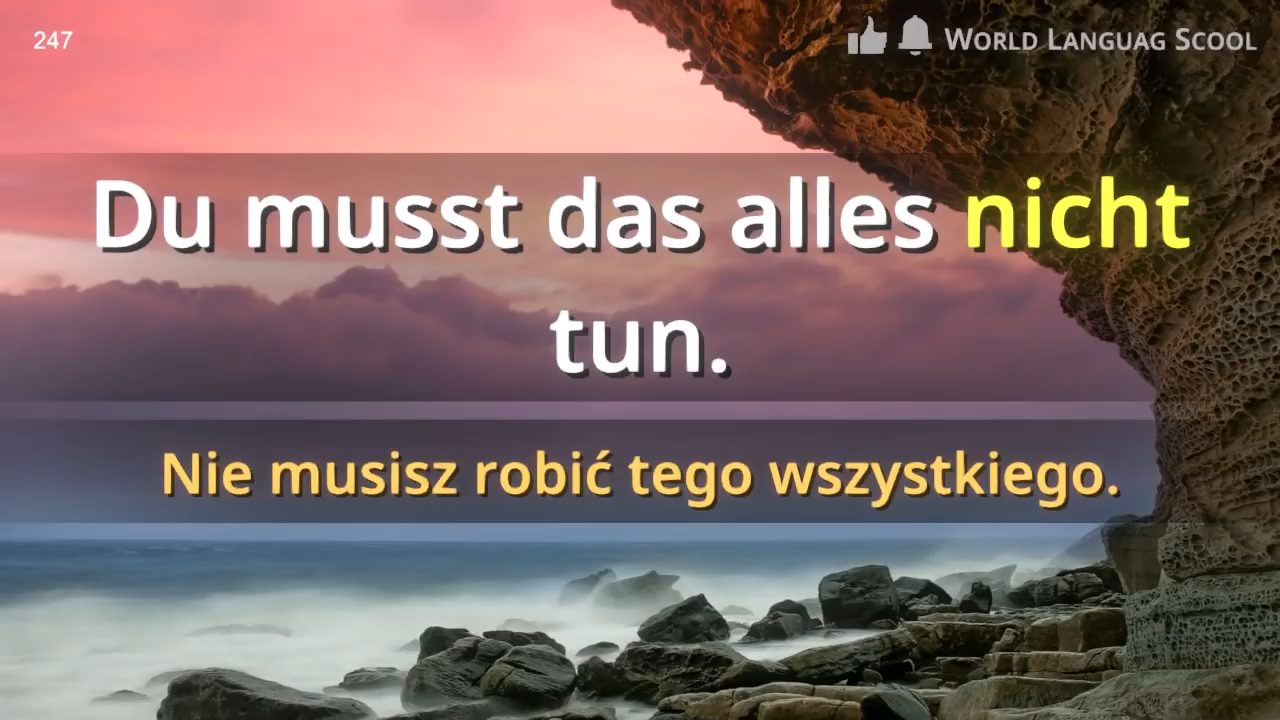 247
World Languag Scool
Du musst das alles nicht
tun.
Nie musisz robić tego wszystkiego.